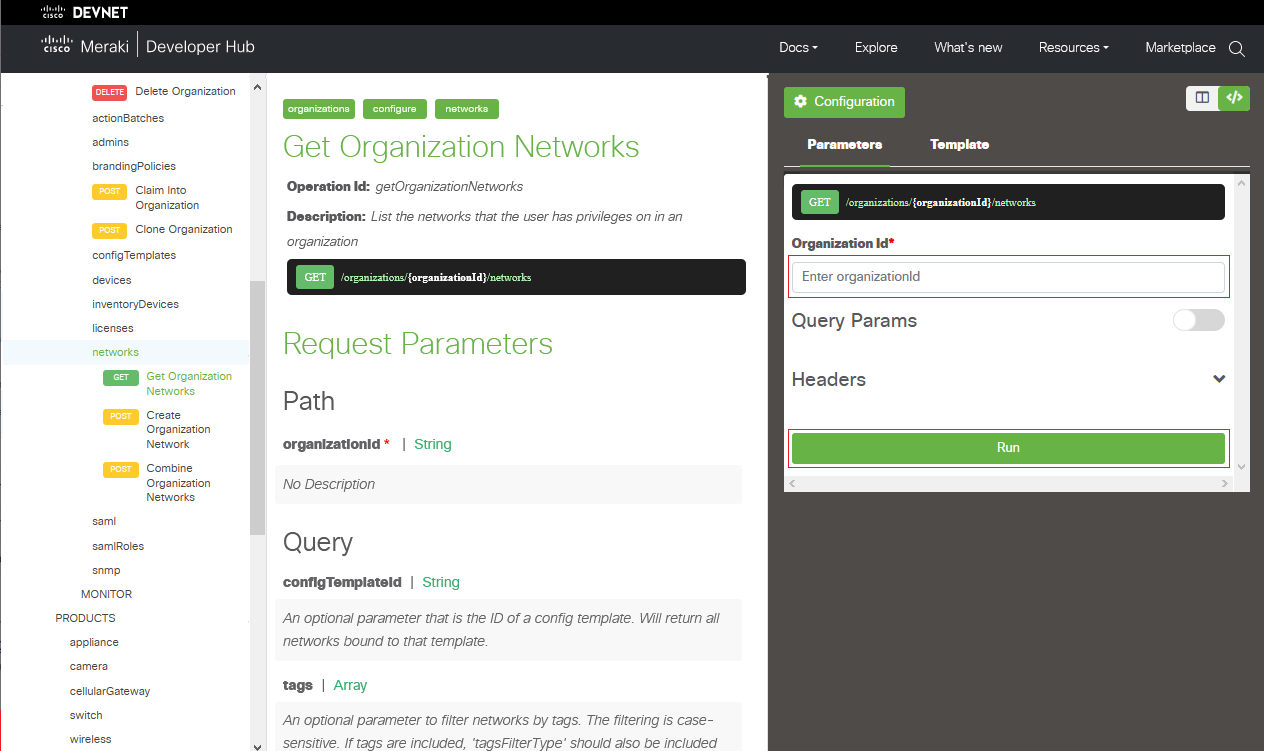 CISCO DEVNET
CISCO Meraki Developer Hub
Docs Explore What's new Resources Marketplace
DELETE Delete Organization
actionBatches
admins
brandingPolicies
POST Claim Into
Organization
POST Clone Organization
configTemplates
devices
inventoryDevices
licenses
networks
GET Get Organization
Networks
POST Create
Organization
Network
POST Combine
Organization
Networks
saml
samlRoles
snmp
MONITOR
PRODUCTS
appliance
camera
cellularGateway
switch
wireless
organizations configure networks
Get Organization Networks
Operation Id: getOrganizationNetworks
Description: List the networks that the user has privileges on in an
organization
GET /organizations/{organizationId}/networks
Request Parameters
Path
organizationId * | String
No Description
Query
configTemplateId | String
An optional parameter that is the ID of a config template. Will return all
networks bound to that template.
tags | Array
An optional parameter to filter networks by tags. The filtering is case-
sensitive. If tags are included, 'tagsFilterType' should also be included
Configuration
</>
Parameters Template
GET /organizations/{organizationId}/networks
Organization Id*
Enter organizationId
Query Params
Headers
Run